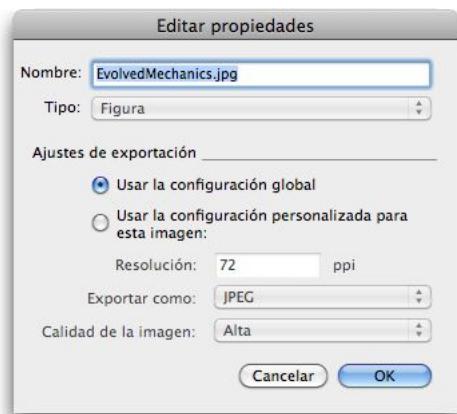 Editar propiedades
Nombre: EvolvedMechanics.jpg
Tipo: Figura
Ajustes de exportación
Usar la configuración global
Usar la configuración personalizada para
esta imagen:
Resolución: 72 ppi
Exportar como: JPEG
Calidad de la imagen: Alta
Cancelar OK